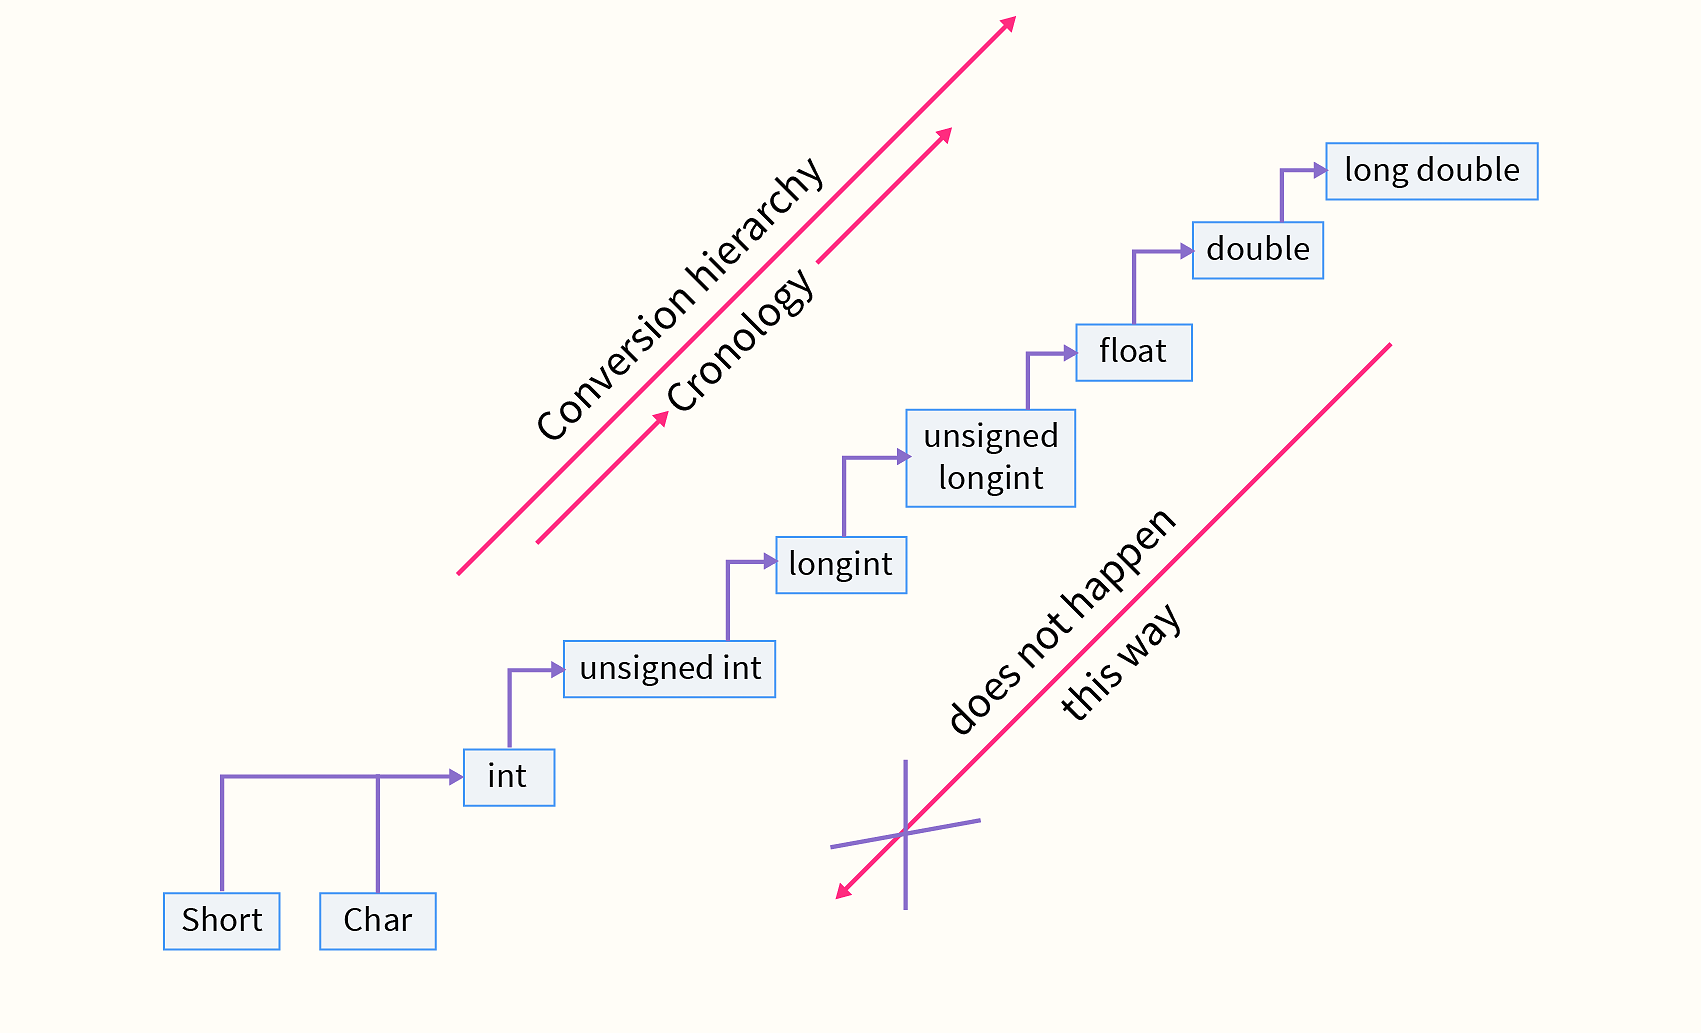 Conversion hierarchy
Cronology
long double
double
float
unsigned
longint
longint
unsigned int
int
Short
Char
does not happen
this way